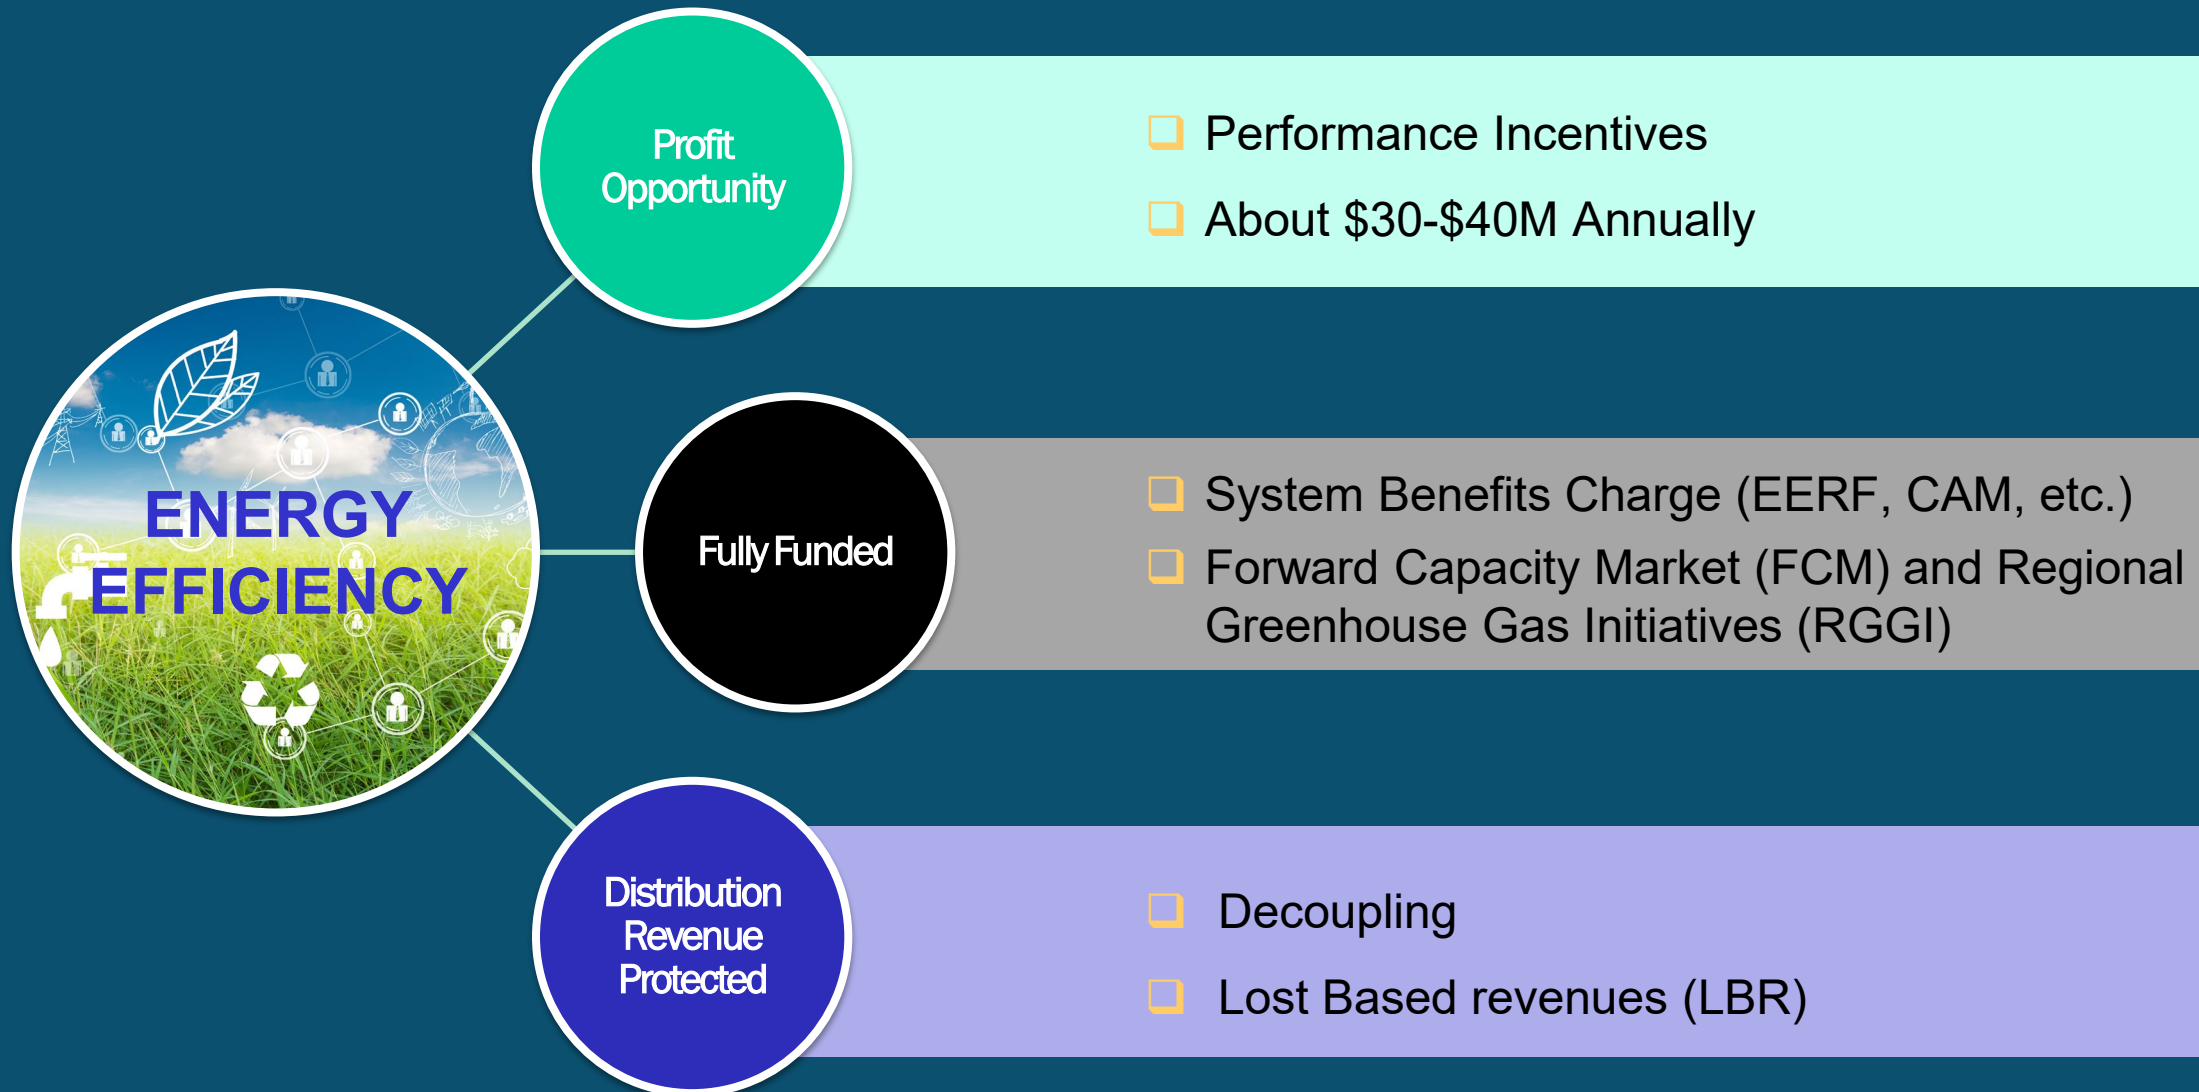 ENERGY
EFFICIENCY
Profit
Opportunity
Performance Incentives
About $30-$40M Annually
Fully Funded
System Benefits Charge (EERF, CAM, etc.)
Forward Capacity Market (FCM) and Regional
Greenhouse Gas Initiatives (RGGI)
Distribution
Revenue
Protected
Decoupling
Lost Based revenues (LBR)